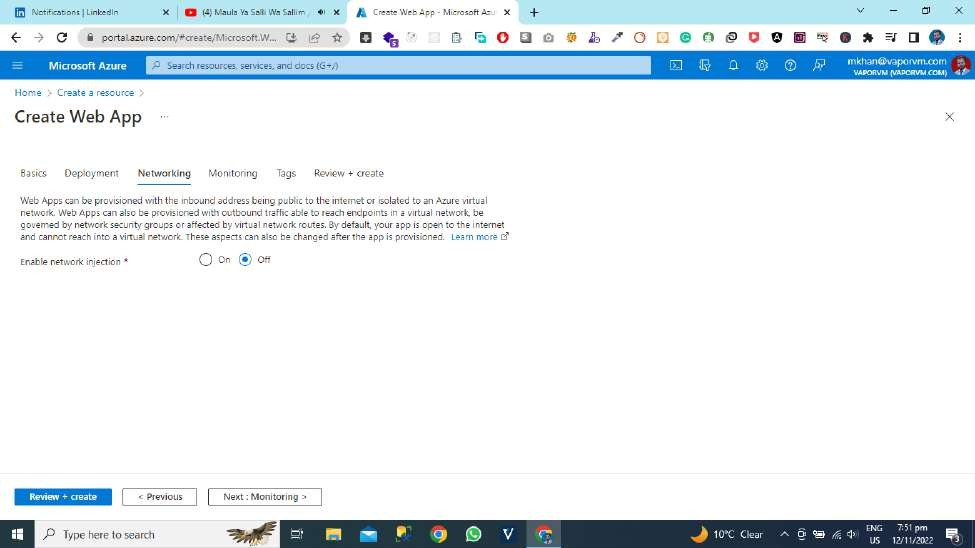 Notifications | LinkedIn
(4) Maula Ya Salli Wa Sallim
Create Web App - Microsoft Azu
portal.azure.com/#create/Microsoft.W...
Microsoft Azure
Search resources, services, and docs (G+/)
mkhan@vaporvm.com
VAPORVM (VAPORVM.COM)
Home > Create a resource >
Create Web App ...
Basics Deployment Networking Monitoring Tags Review + create
Web Apps can be provisioned with the inbound address being public to the internet or isolated to an Azure virtual
network. Web Apps can also be provisioned with outbound traffic able to reach endpoints in a virtual network, be
governed by network security groups or affected by virtual network routes. By default, your app is open to the internet
and cannot reach into a virtual network. These aspects can also be changed after the app is provisioned. Learn more
Enable network injection * On Off
Review + create < Previous Next : Monitoring >
Type here to search
10°C Clear
ENG
US
7:51 pm
12/11/2022
3